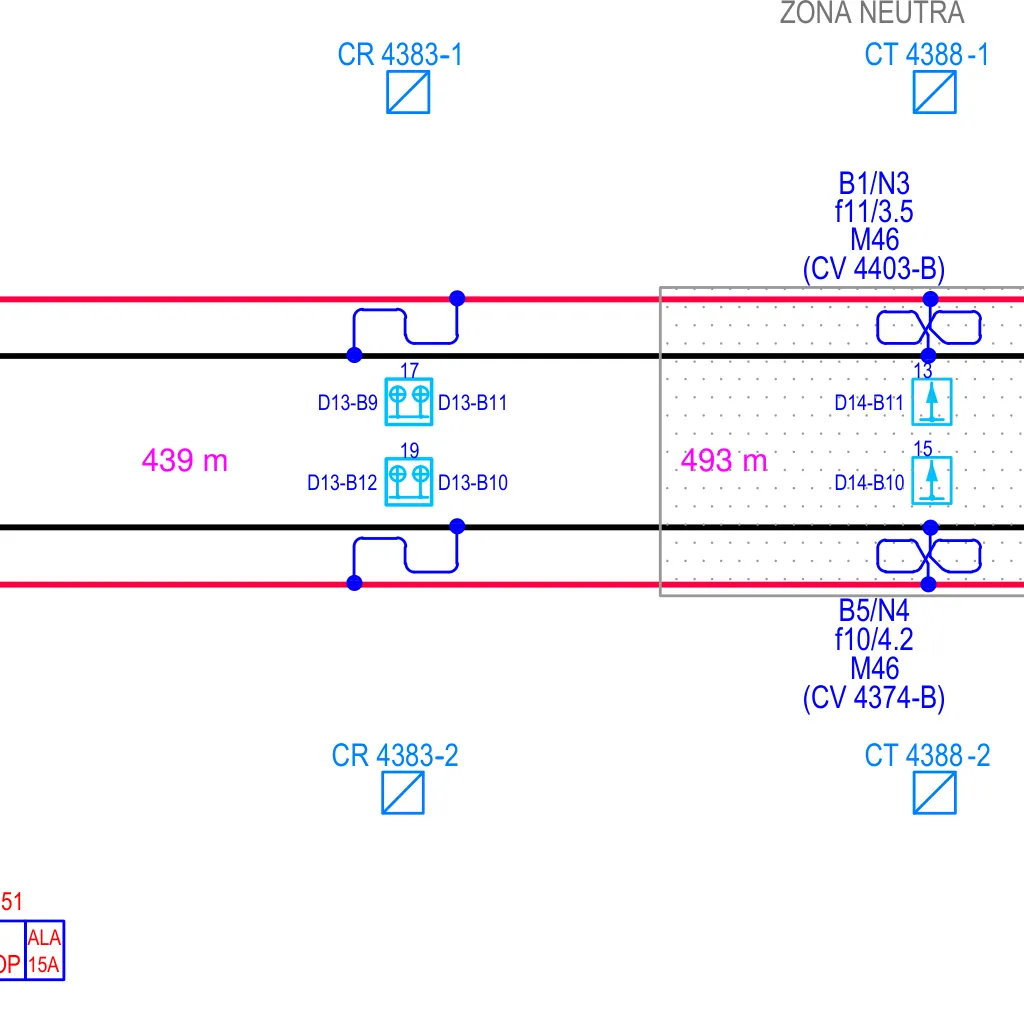 ZONA NEUTRA
CR 4383-1
CT 4388-1
B1/N3
f11/3.5
M46
(CV 4403-B)
17
13
D13-B9
D13-B11
D14-B11
439 m
493 m
19
15
D13-B12
D13-B10
D14-B10
B5/N4
f10/4.2
M46
(CV 4374-B)
CR 4383-2
CT 4388-2
51
ALA
OP
15A